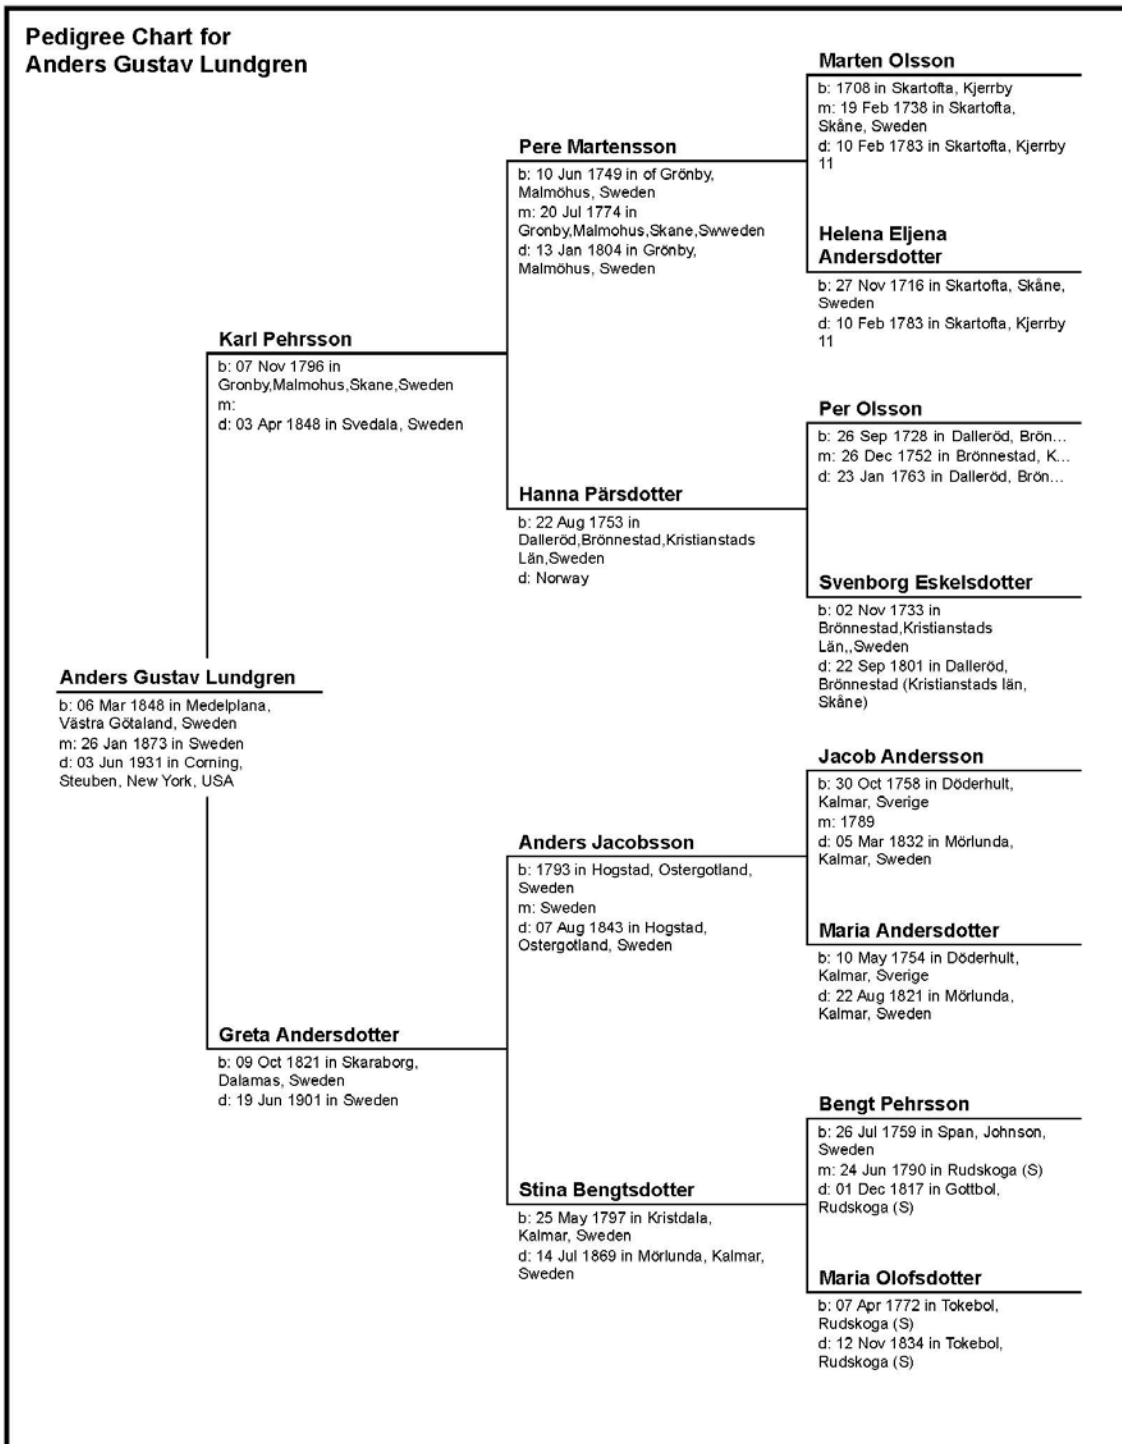 Pedigree Chart for
Anders Gustav Lundgren
Marten Olsson
b: 1708 in Skartofta, Kjerrby
m: 19 Feb 1738 in Skartofta,
Skåne, Sweden
d: 10 Feb 1783 in Skartofta, Kjerrby
11
Pere Martensson
b: 10 Jun 1749 in of Grönby,
Malmöhus, Sweden
m: 20 Jul 1774 in
Gronby,Malmohus,Skane,Swweden
d: 13 Jan 1804 in Grönby,
Malmöhus, Sweden
Helena Eljena
Andersdotter
b: 27 Nov 1716 in Skartofta, Skåne,
Sweden
d: 10 Feb 1783 in Skartofta, Kjerrby
11
Karl Pehrsson
b: 07 Nov 1796 in
Gronby,Malmohus,Skane,Sweden
m:
d: 03 Apr 1848 in Svedala, Sweden
Per Olsson
b: 26 Sep 1728 in Dalleröd, Brön...
m: 26 Dec 1752 in Brönnestad, K...
d: 23 Jan 1763 in Dalleröd, Brön...
Hanna Pärsdotter
b: 22 Aug 1753 in
Dalleröd,Brönnestad,Kristianstads
Län,Sweden
d: Norway
Svenborg Eskelsdotter
b: 02 Nov 1733 in
Brönnestad,Kristianstads
Län,,Sweden
d: 22 Sep 1801 in Dalleröd,
Brönnestad (Kristianstads län,
Skåne)
Anders Gustav Lundgren
b: 06 Mar 1848 in Medelplana,
Västra Götaland, Sweden
m: 26 Jan 1873 in Sweden
d: 03 Jun 1931 in Corning,
Steuben, New York, USA
Jacob Andersson
b: 30 Oct 1758 in Döderhult,
Kalmar, Sverige
m: 1789
d: 05 Mar 1832 in Mörlunda,
Kalmar, Sweden
Anders Jacobsson
b: 1793 in Hogstad, Ostergotland,
Sweden
m: Sweden
d: 07 Aug 1843 in Hogstad,
Ostergotland, Sweden
Maria Andersdotter
b: 10 May 1754 in Döderhult,
Kalmar, Sverige
d: 22 Aug 1821 in Mörlunda,
Kalmar, Sweden
Greta Andersdotter
b: 09 Oct 1821 in Skaraborg,
Dalarnas, Sweden
d: 19 Jun 1901 in Sweden
Bengt Pehrsson
b: 26 Jul 1759 in Span, Johnson,
Sweden
m: 24 Jun 1790 in Rudskoga (S)
d: 01 Dec 1817 in Gottbol,
Rudskoga (S)
Stina Bengtsdotter
b: 25 May 1797 in Kristdala,
Kalmar, Sweden
d: 14 Jul 1869 in Mörlunda, Kalmar,
Sweden
Maria Olofsdotter
b: 07 Apr 1772 in Tokebol,
Rudskoga (S)
d: 12 Nov 1834 in Tokebol,
Rudskoga (S)